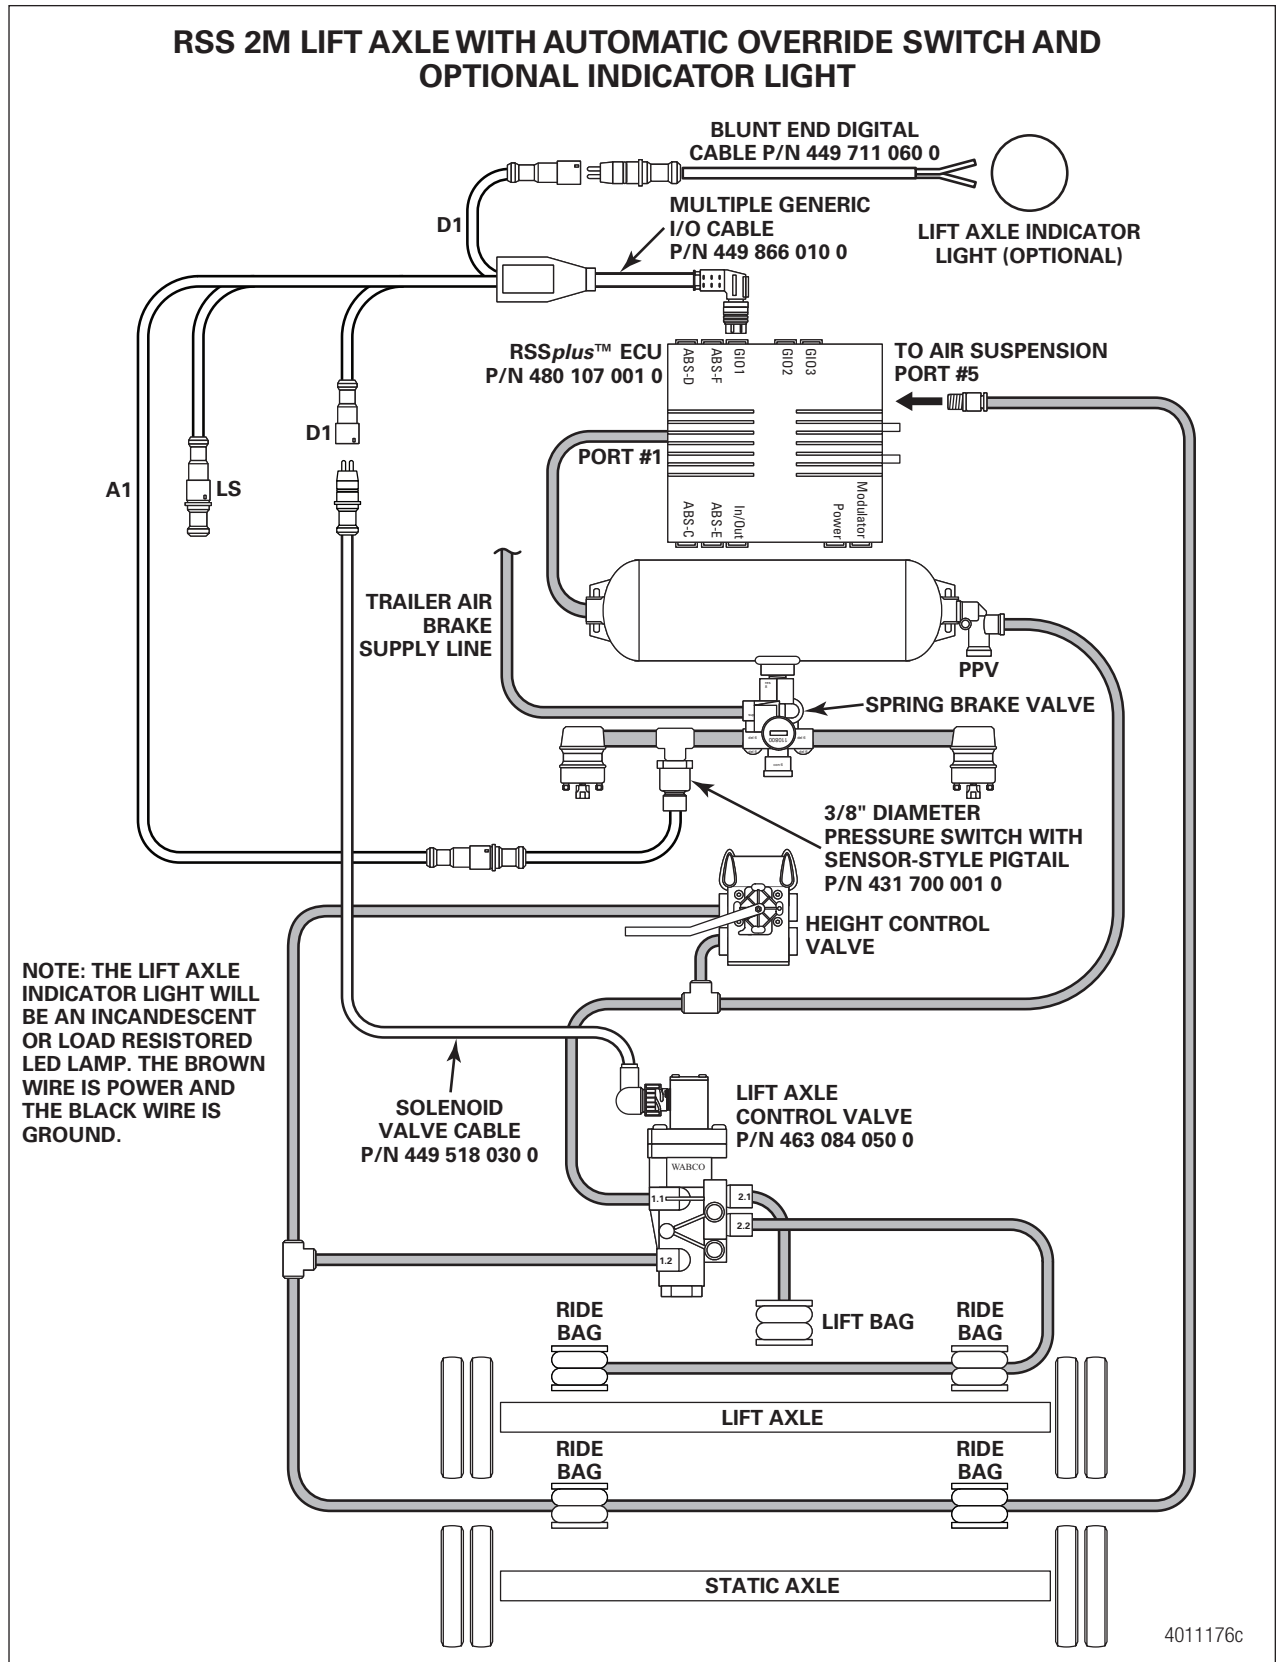 RSS 2M LIFT AXLE WITH AUTOMATIC OVERRIDE SWITCH AND
OPTIONAL INDICATOR LIGHT
BLUNT END DIGITAL
CABLE P/N 449 711 060 0
D1
MULTIPLE GENERIC
I/O CABLE
P/N 449 866 010 0
LIFT AXLE INDICATOR
LIGHT (OPTIONAL)
RSSplus™ ECU
P/N 480 107 001 0
ABS-D
ABS-F
GIO1
GIO2
GIO3
TO AIR SUSPENSION
PORT #5
D1
PORT #1
A1
LS
ABS-C
ABS-E
In/Out
Power
Modulator
TRAILER AIR
BRAKE
SUPPLY LINE
PPV
SPRING BRAKE VALVE
3/8" DIAMETER
PRESSURE SWITCH WITH
SENSOR-STYLE PIGTAIL
P/N 431 700 001 0
HEIGHT CONTROL
VALVE
NOTE: THE LIFT AXLE
INDICATOR LIGHT WILL
BE AN INCANDESCENT
OR LOAD RESISTORED
LED LAMP. THE BROWN
WIRE IS POWER AND
THE BLACK WIRE IS
GROUND.
SOLENOID
VALVE CABLE
P/N 449 518 030 0
LIFT AXLE
CONTROL VALVE
P/N 463 084 050 0
WABCO
1.1
2.1
2.2
1.2
RIDE
BAG
LIFT BAG
RIDE
BAG
LIFT AXLE
RIDE
BAG
RIDE
BAG
STATIC AXLE
4011176c